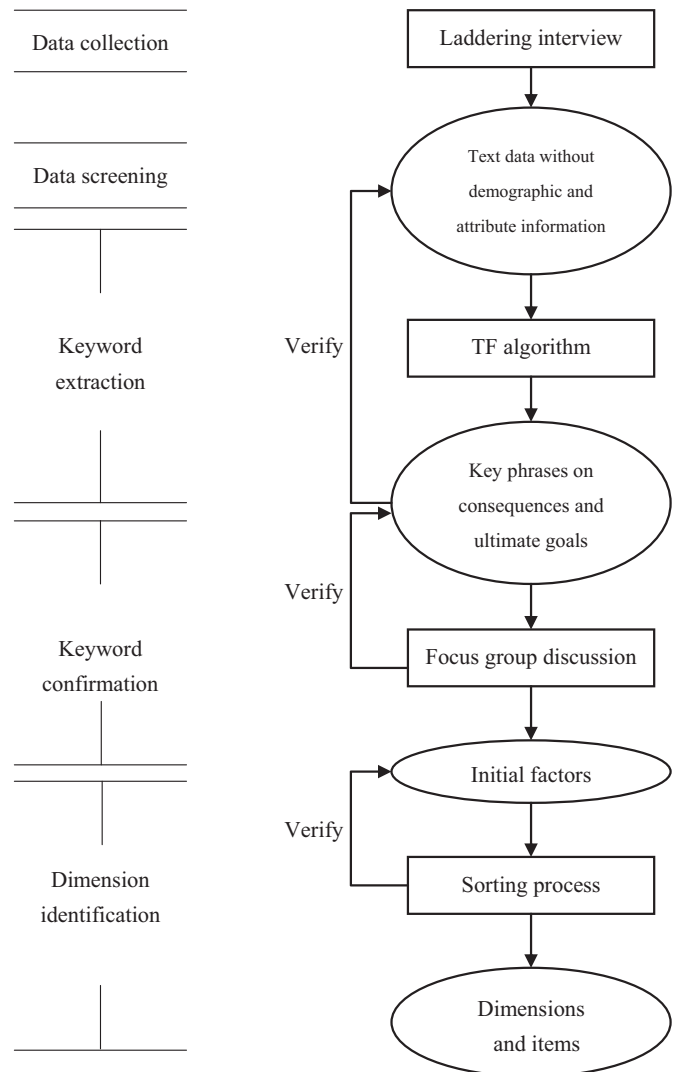 Data collection
Laddering interview
Data screening
Text data without
demographic and
attribute information
Keyword
extraction
Verify
TF algorithm
Key phrases on
consequences and
ultimate goals
Verify
Keyword
confirmation
Focus group discussion
Initial factors
Verify
Dimension
identification
Sorting process
Dimensions
and items